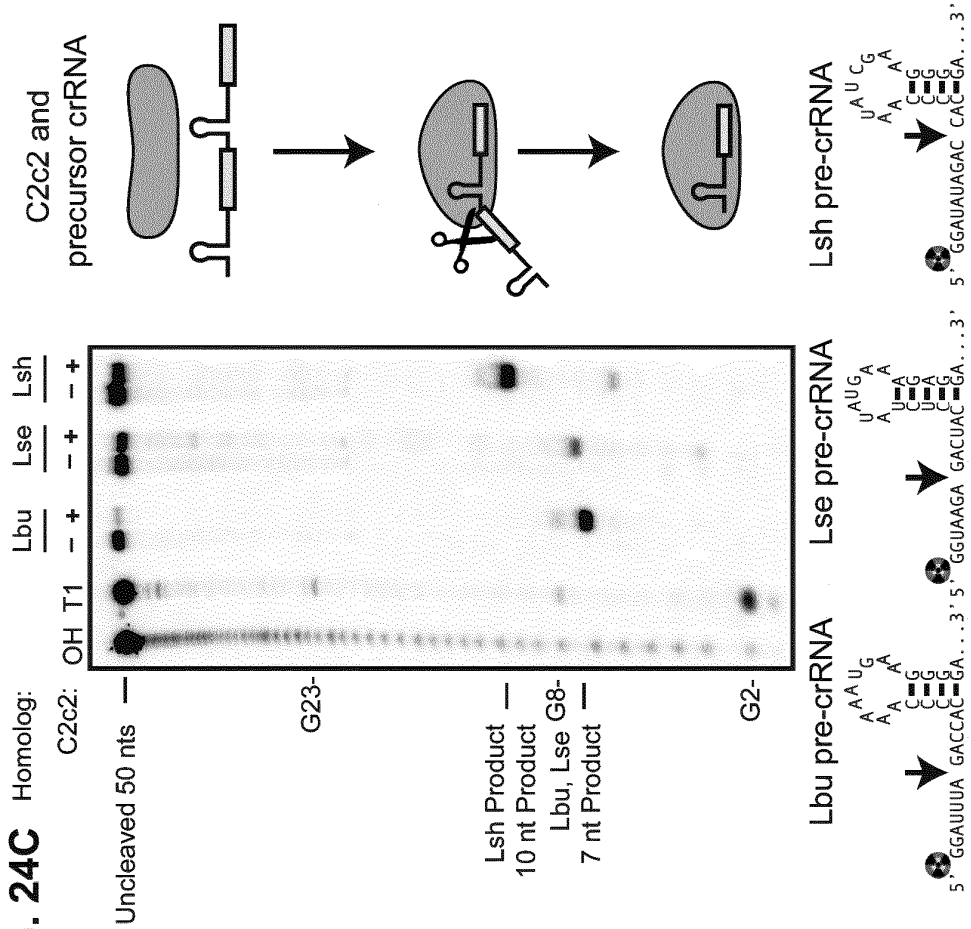 . 24C
Homolog: Lbu Lse Lsh
C2c2: OH T1 – + – + – +
Uncleaved 50 nts
G23-
Lsh Product
10 nt Product
Lbu, Lse G8-
7 nt Product
G2-
C2c2 and
precursor crRNA
Lbu pre-crRNA
A A A U G
A A A A
C G
C G
C G
5' GGAUUUA GACCAC GA...3'
Lse pre-crRNA
U A U G A
A A
U A
C G
U A
C G
5' GGUAAGA GACUAC GA...3'
Lsh pre-crRNA
U A U C G
A A A A
C G
C G
C G
5' GGAUAUAGAC CAC GA...3'